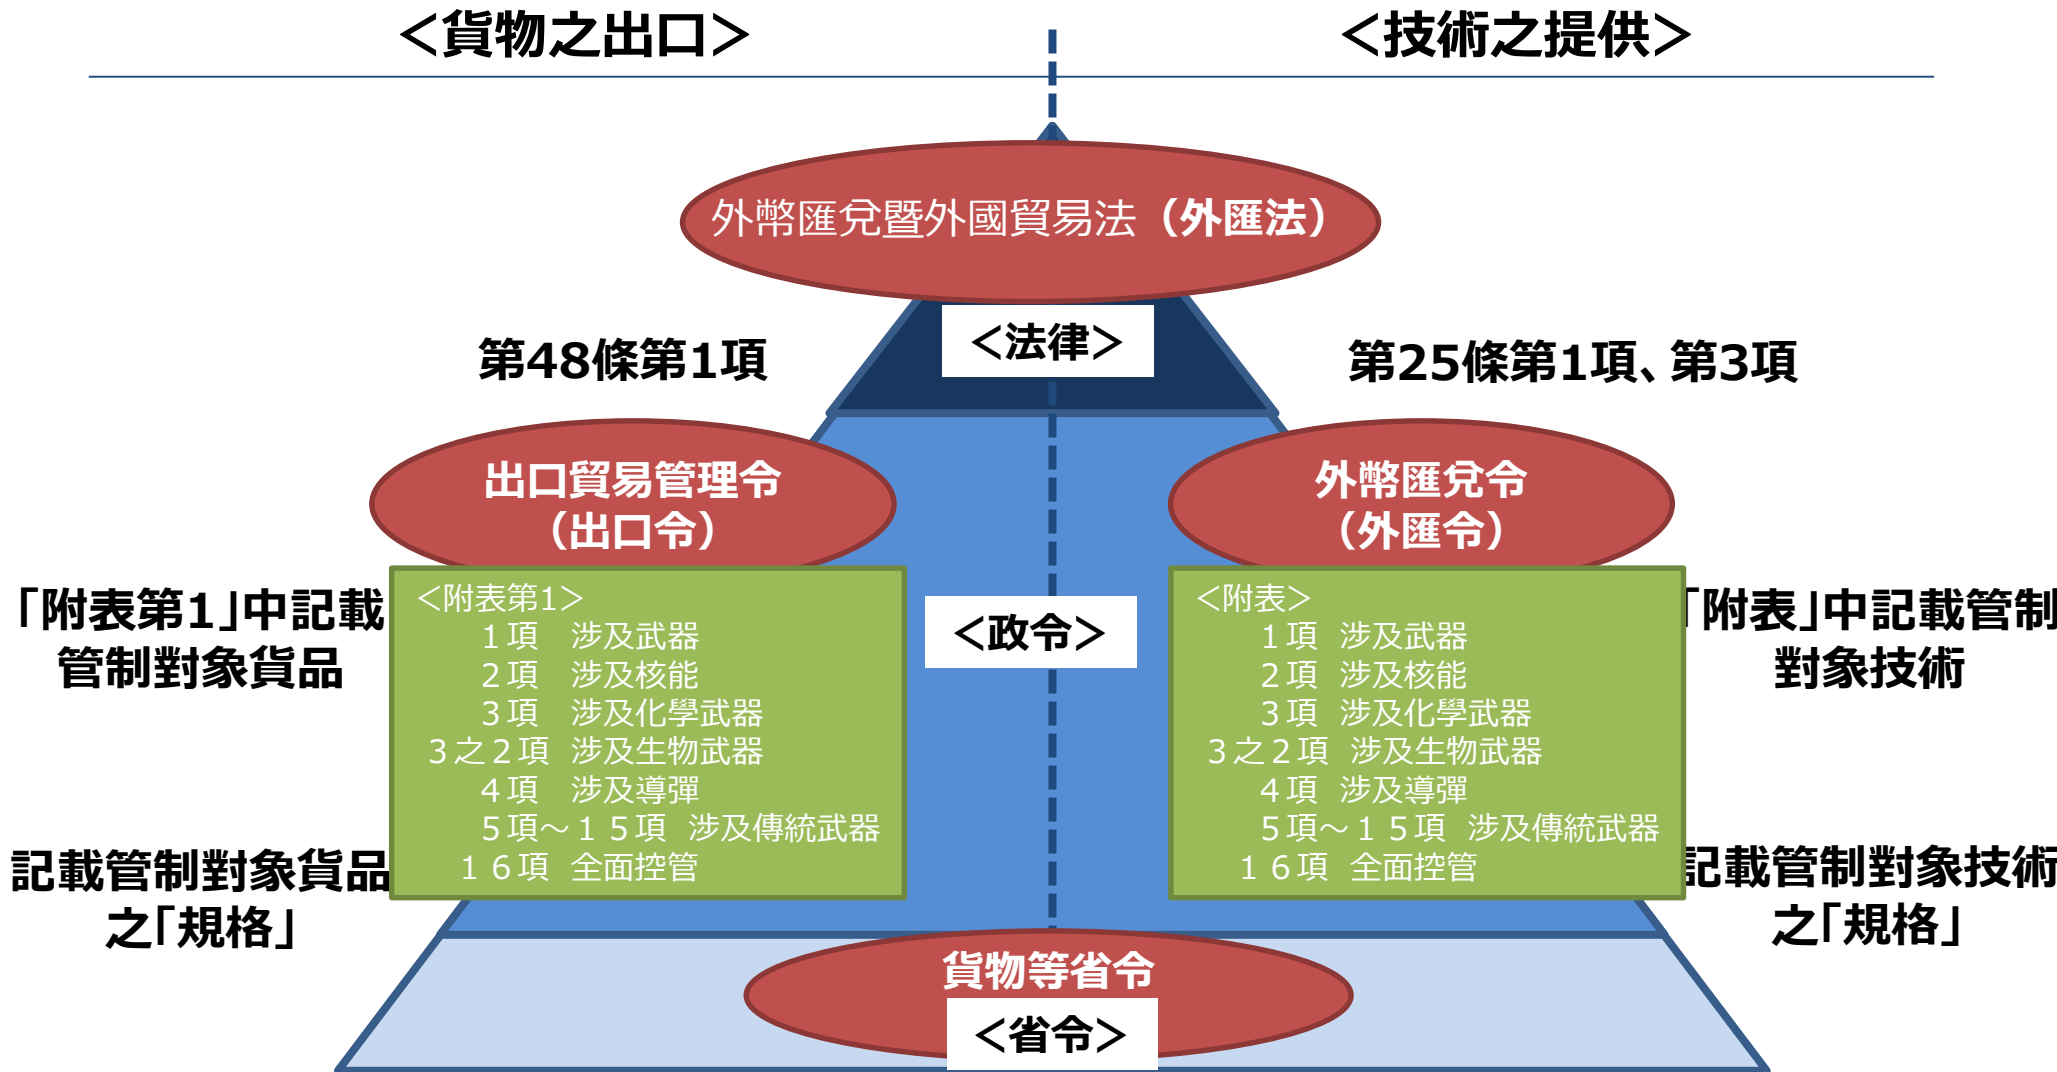 ＜貨物之出口＞
＜技術之提供＞
外幣匯兌暨外國貿易法（外匯法）
＜法律＞
第48條第1項
第25條第1項、第3項
出口貿易管理令
（出口令）
外幣匯兌令
（外匯令）
「附表第1」中記載
管制對象貨品
＜附表第1＞
１項　涉及武器
２項　涉及核能
３項　涉及化學武器
３之２項 涉及生物武器
４項　涉及導彈
５項～１５項 涉及傳統武器
１６項 全面控管
＜政令＞
＜附表＞
１項 涉及武器
２項 涉及核能
３項 涉及化學武器
３之２項 涉及生物武器
４項 涉及導彈
５項～１５項 涉及傳統武器
１６項 全面控管
「附表」中記載管制
對象技術
記載管制對象貨品
之「規格」
記載管制對象技術
之「規格」
貨物等省令
＜省令＞